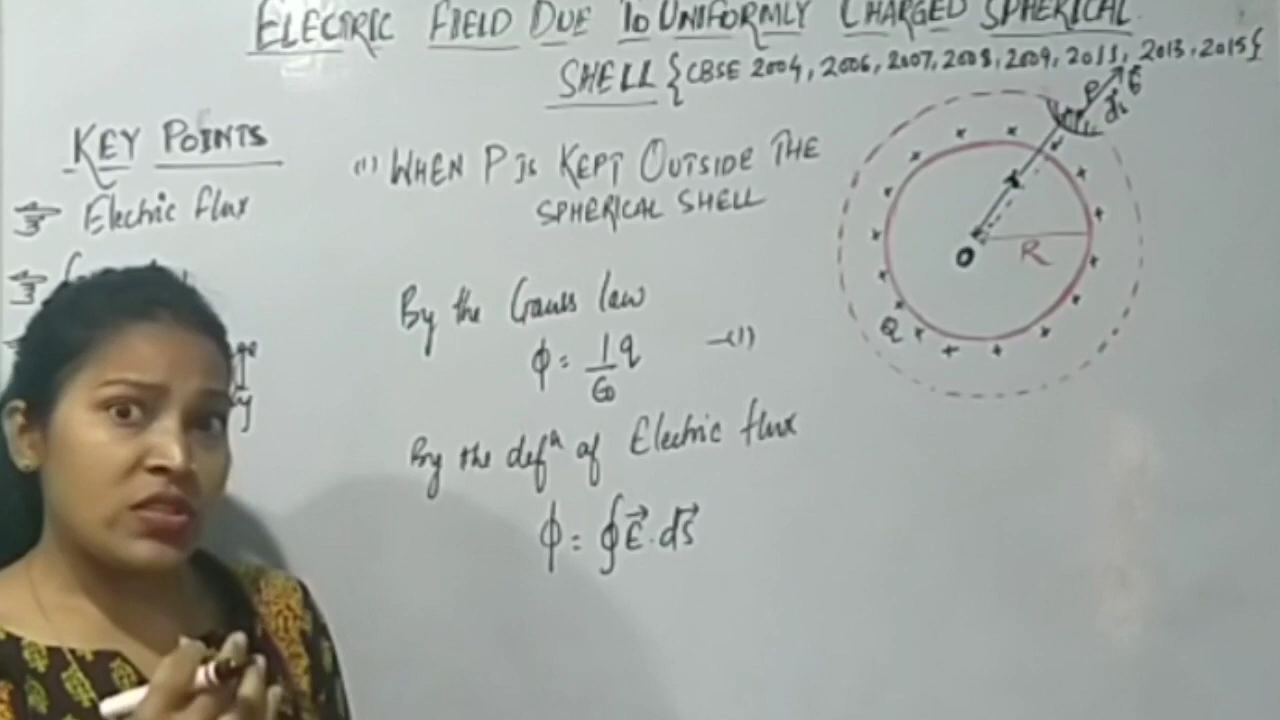 ELECTRIC FIELD DUE TO UNIFORMLY CHARGED SPHERICAL
SHELL {CBSE 2004, 2006, 2007, 2008, 2009, 2011, 2013, 2015}
KEY POINTS
Electric flux
(1) WHEN P IS KEPT OUTSIDE THE
SPHERICAL SHELL
By the Gauss law
ϕ = 1/ϵ0 q —(1)
By the defⁿ of Electric flux
ϕ = ∮E⃗.dS⃗
P
E⃗
O
R
Q